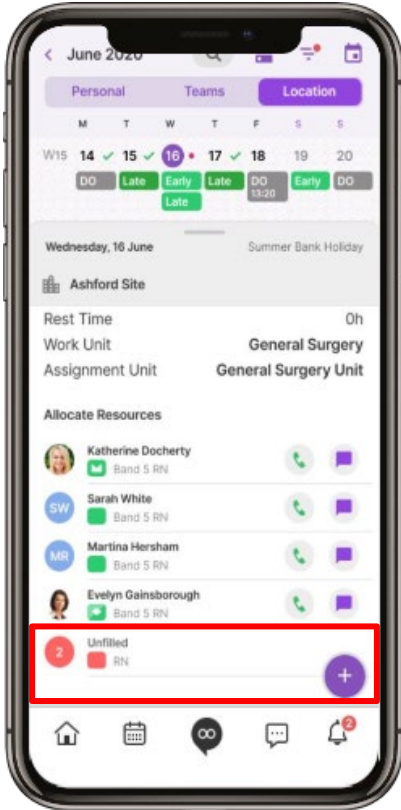 June 2020
Personal Teams Location
M T W T F S S
W15 14 15 16 17 18 19 20
DO Late Early Late DO Early DO
13:20
Late
Wednesday, 16 June Summer Bank Holiday
Ashford Site
Rest Time 0h
Work Unit General Surgery
Assignment Unit General Surgery Unit
Allocate Resources
Katherine Docherty
Band 5 RN
SW Sarah White
Band 5 RN
MR Martina Hersham
Band 5 RN
Evelyn Gainsborough
Band 5 RN
2 Unfilled
RN
2